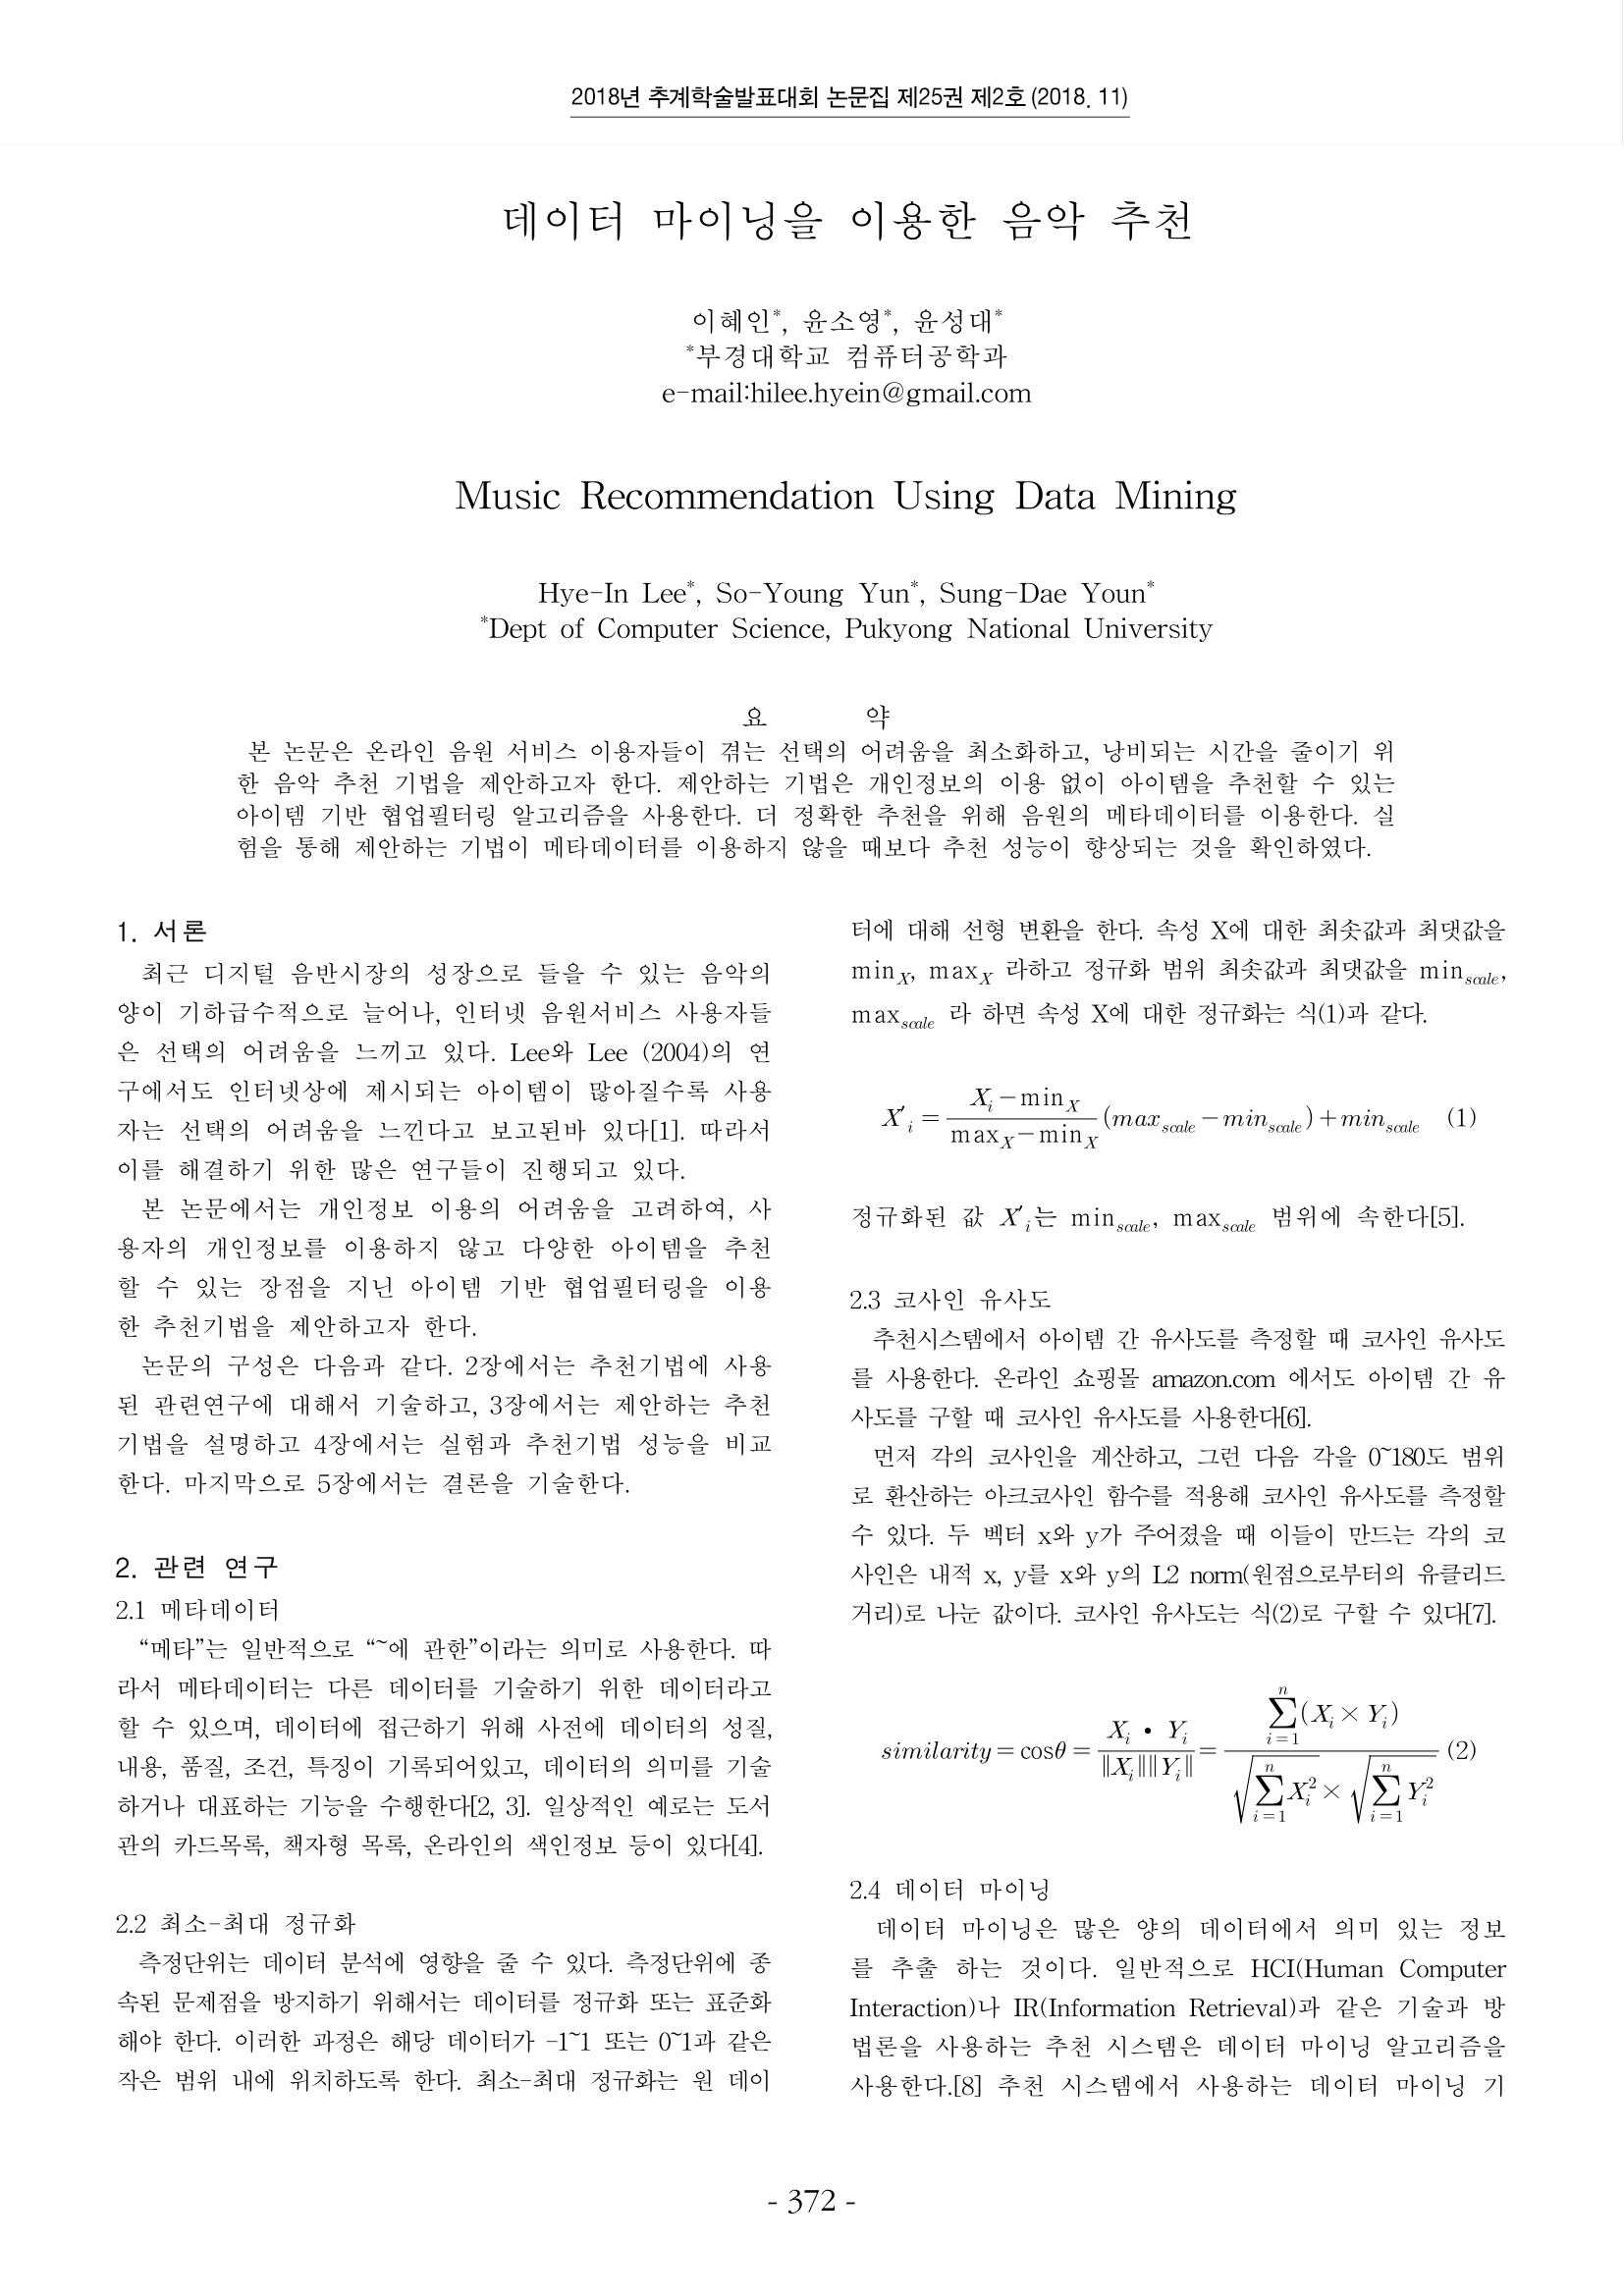 2018년 추계학술발표대회 논문집 제25권 제2호 (2018. 11)
데이터 마이닝을 이용한 음악 추천
이혜인*, 윤소영*, 윤성대*
*부경대학교 컴퓨터공학과
e-mail:hilee.hyein@gmail.com
Music Recommendation Using Data Mining
Hye-In Lee*, So-Young Yun*, Sung-Dae Youn*
*Dept of Computer Science, Pukyong National University
요 약
본 논문은 온라인 음원 서비스 이용자들이 겪는 선택의 어려움을 최소화하고, 낭비되는 시간을 줄이기 위
한 음악 추천 기법을 제안하고자 한다. 제안하는 기법은 개인정보의 이용 없이 아이템을 추천할 수 있는
아이템 기반 협업필터링 알고리즘을 사용한다. 더 정확한 추천을 위해 음원의 메타데이터를 이용한다. 실
험을 통해 제안하는 기법이 메타데이터를 이용하지 않을 때보다 추천 성능이 향상되는 것을 확인하였다.
1. 서론
최근 디지털 음반시장의 성장으로 들을 수 있는 음악의
양이 기하급수적으로 늘어나, 인터넷 음원서비스 사용자들
은 선택의 어려움을 느끼고 있다. Lee와 Lee (2004)의 연
구에서도 인터넷상에 제시되는 아이템이 많아질수록 사용
자는 선택의 어려움을 느낀다고 보고된바 있다[1]. 따라서
이를 해결하기 위한 많은 연구들이 진행되고 있다.
본 논문에서는 개인정보 이용의 어려움을 고려하여, 사
용자의 개인정보를 이용하지 않고 다양한 아이템을 추천
할 수 있는 장점을 지닌 아이템 기반 협업필터링을 이용
한 추천기법을 제안하고자 한다.
논문의 구성은 다음과 같다. 2장에서는 추천기법에 사용
된 관련연구에 대해서 기술하고, 3장에서는 제안하는 추천
기법을 설명하고 4장에서는 실험과 추천기법 성능을 비교
한다. 마지막으로 5장에서는 결론을 기술한다.
2. 관련 연구
2.1 메타데이터
“메타”는 일반적으로 “~에 관한”이라는 의미로 사용한다. 따
라서 메타데이터는 다른 데이터를 기술하기 위한 데이터라고
할 수 있으며, 데이터에 접근하기 위해 사전에 데이터의 성질,
내용, 품질, 조건, 특징이 기록되어있고, 데이터의 의미를 기술
하거나 대표하는 기능을 수행한다[2, 3]. 일상적인 예로는 도서
관의 카드목록, 책자형 목록, 온라인의 색인정보 등이 있다[4].
2.2 최소-최대 정규화
측정단위는 데이터 분석에 영향을 줄 수 있다. 측정단위에 종
속된 문제점을 방지하기 위해서는 데이터를 정규화 또는 표준화
해야 한다. 이러한 과정은 해당 데이터가 -1~1 또는 0~1과 같은
작은 범위 내에 위치하도록 한다. 최소-최대 정규화는 원 데이
터에 대해 선형 변환을 한다. 속성 X에 대한 최솟값과 최댓값을
min_X, max_X 라하고 정규화 범위 최솟값과 최댓값을 min_scale,
max_scale 라 하면 속성 X에 대한 정규화는 식(1)과 같다.
X'_i = (X_i − min_X)/(max_X − min_X) (max_scale − min_scale) + min_scale (1)
정규화된 값 X'_i는 min_scale, max_scale 범위에 속한다[5].
2.3 코사인 유사도
추천시스템에서 아이템 간 유사도를 측정할 때 코사인 유사도
를 사용한다. 온라인 쇼핑몰 amazon.com 에서도 아이템 간 유
사도를 구할 때 코사인 유사도를 사용한다[6].
먼저 각의 코사인을 계산하고, 그런 다음 각을 0~180도 범위
로 환산하는 아크코사인 함수를 적용해 코사인 유사도를 측정할
수 있다. 두 벡터 x와 y가 주어졌을 때 이들이 만드는 각의 코
사인은 내적 x, y를 x와 y의 L2 norm(원점으로부터의 유클리드
거리)로 나눈 값이다. 코사인 유사도는 식(2)로 구할 수 있다[7].
similarity = cosθ = (X_i • Y_i)/(‖X_i‖‖Y_i‖) = (∑_{i=1}^{n}(X_i × Y_i))/(√(∑_{i=1}^{n}X_i^2) × √(∑_{i=1}^{n}Y_i^2)) (2)
2.4 데이터 마이닝
데이터 마이닝은 많은 양의 데이터에서 의미 있는 정보
를 추출 하는 것이다. 일반적으로 HCI(Human Computer
Interaction)나 IR(Information Retrieval)과 같은 기술과 방
법론을 사용하는 추천 시스템은 데이터 마이닝 알고리즘을
사용한다.[8] 추천 시스템에서 사용하는 데이터 마이닝 기
- 372 -